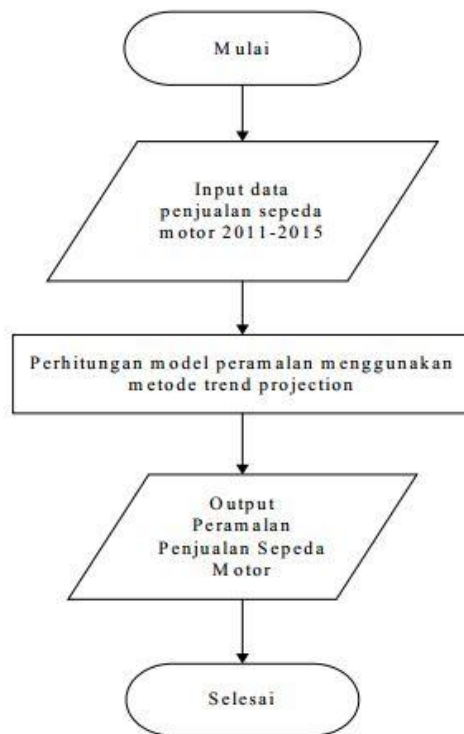 Mulai
Input data
penjualan sepeda
motor 2011-2015
Perhitungan model peramalan menggunakan
metode trend projection
Output
Peramalan
Penjualan Sepeda
Motor
Selesai